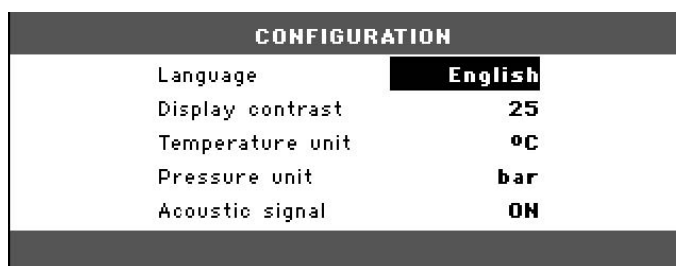 CONFIGURATION
Language English
Display contrast 25
Temperature unit ºC
Pressure unit bar
Acoustic signal ON